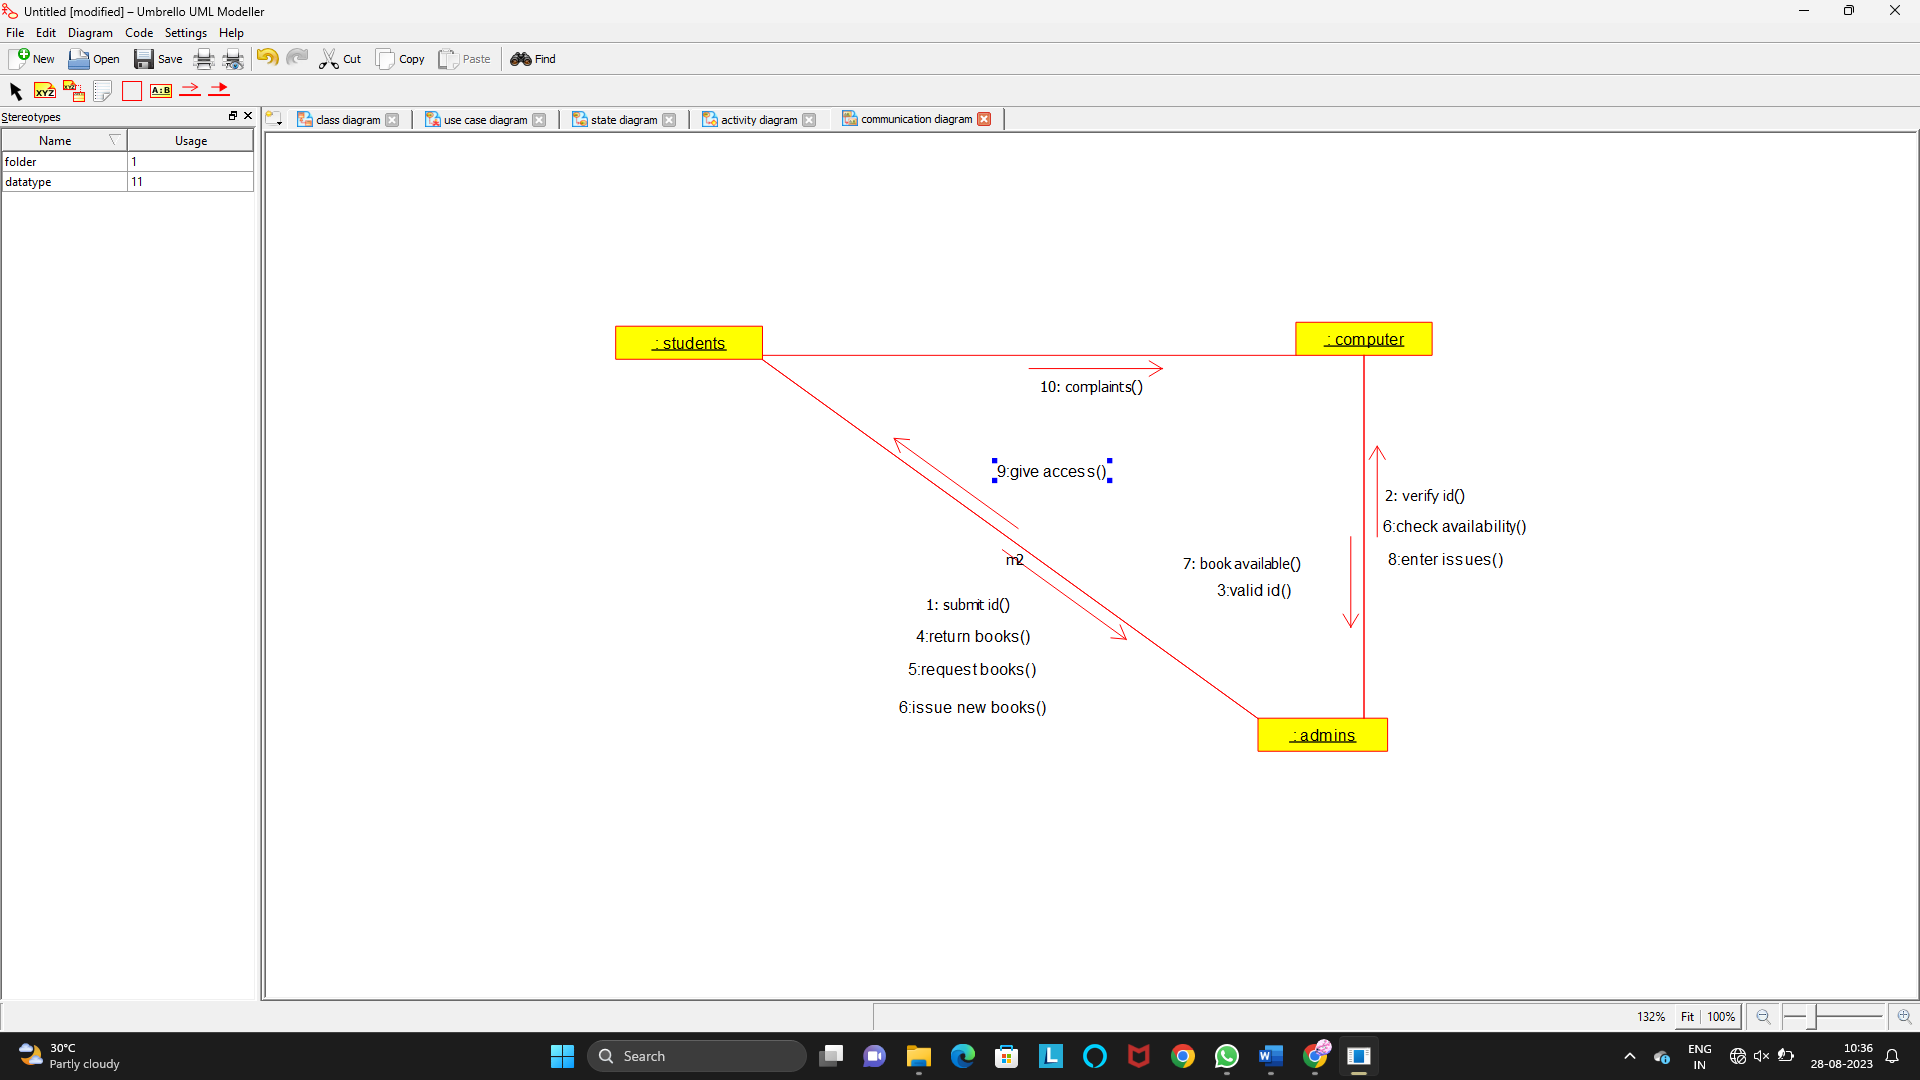 Untitled [modified] – Umbrello UML Modeller
File Edit Diagram Code Settings Help
New Open Save Cut Copy Paste Find
XYZ XYZ A:B
Stereotypes
class diagram use case diagram state diagram activity diagram communication diagram
Name Usage
folder 1
datatype 11
: students
: computer
10: complaints()
9:give access()
2: verify id()
6:check availability()
m2
7: book available()
8:enter issues()
3:valid id()
1: submit id()
4:return books()
5:request books()
6:issue new books()
: admins
132% Fit 100%
30°C
Partly cloudy
Search
ENG
IN
10:36
28-08-2023